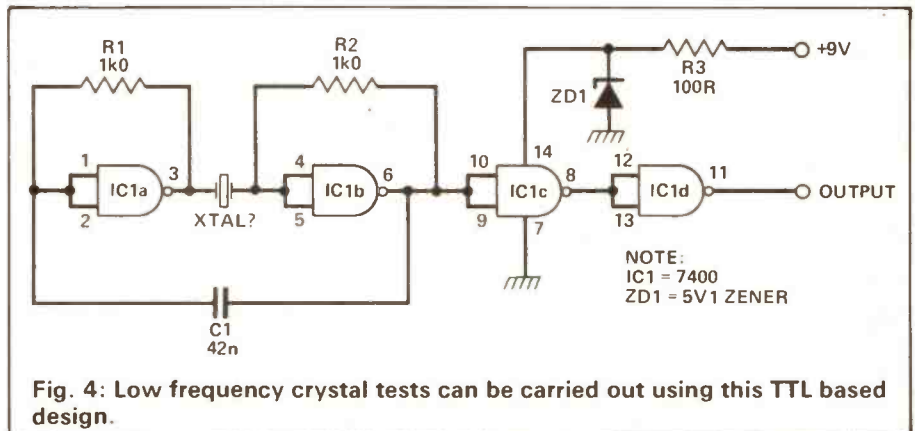 R1
1k0
R2
1k0
+9V
R3
100R
ZD1
1
2
IC1a
3
XTAL?
4
5
IC1b
6
10
9
14
IC1c
8
7
12
13
IC1d
11
OUTPUT
C1
42n
NOTE:
IC1 = 7400
ZD1 = 5V1 ZENER
Fig. 4: Low frequency crystal tests can be carried out using this TTL based
design.